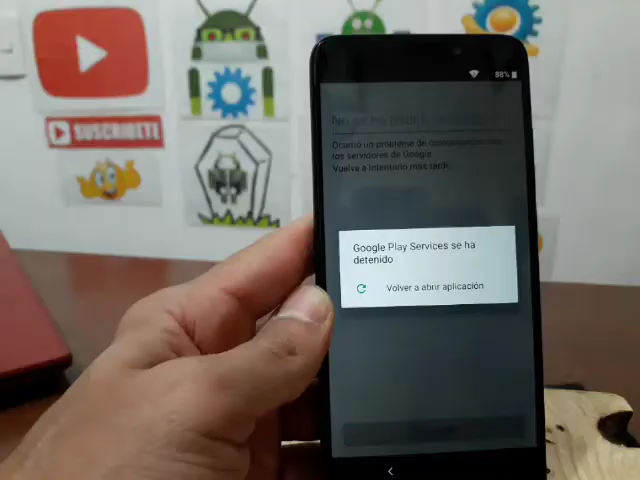 SUSCRIBETE
88%
Ocurrió un problema de
los servidores de Google.
Vuelve a intentarlo más tarde.
Google Play Services se ha
detenido
Volver a abrir aplicación